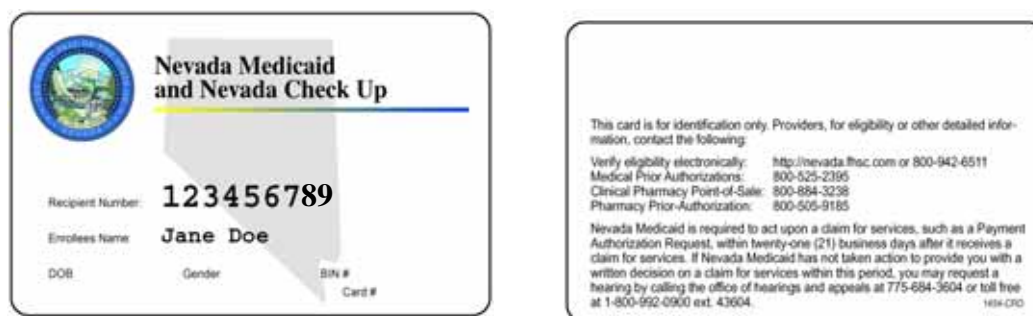 Nevada Medicaid
and Nevada Check Up
Recipient Number: 123456789
Enrollees Name Jane Doe
DOB Gender BIN #
Card #
This card is for identification only. Providers, for eligibility or other detailed infor-
mation, contact the following:
Verify eligibility electronically: http://nevada.fhsc.com or 800-942-6511
Medical Prior Authorizations: 800-525-2395
Clinical Pharmacy Point-of-Sale: 800-884-3238
Pharmacy Prior-Authorization: 800-505-9185
Nevada Medicaid is required to act upon a claim for services, such as a Payment
Authorization Request, within twenty-one (21) business days after it receives a
claim for services. If Nevada Medicaid has not taken action to provide you with a
written decision on a claim for services within this period, you may request a
hearing by calling the office of hearings and appeals at 775-684-3604 or toll free
at 1-800-992-0900 ext. 43604.